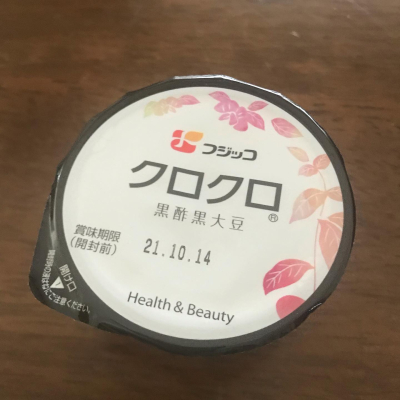 フジッコ
クロクロ®
黒酢黒大豆
賞味期限
(開封前)
21.10.14
Health & Beauty
開け口